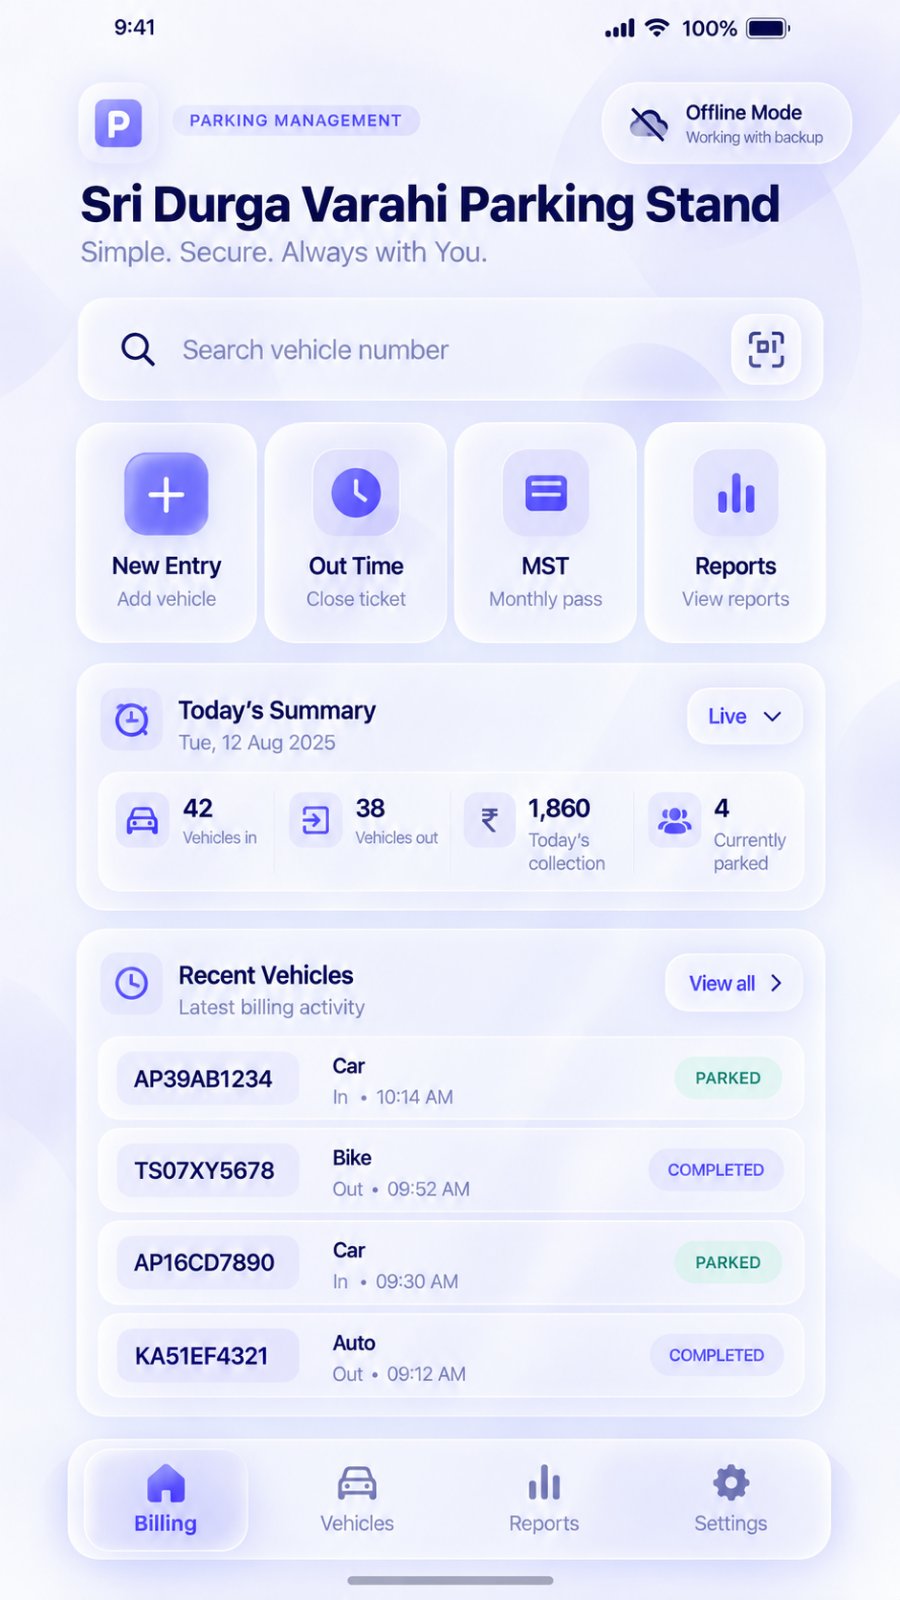 9:41
100%
P
PARKING MANAGEMENT
Offline Mode
Working with backup
Sri Durga Varahi Parking Stand
Simple. Secure. Always with You.
Search vehicle number
New Entry
Add vehicle
Out Time
Close ticket
MST
Monthly pass
Reports
View reports
Today’s Summary
Tue, 12 Aug 2025
Live
42
Vehicles in
38
Vehicles out
₹
1,860
Today’s
collection
4
Currently
parked
Recent Vehicles
Latest billing activity
View all
AP39AB1234
Car
In • 10:14 AM
PARKED
TS07XY5678
Bike
Out • 09:52 AM
COMPLETED
AP16CD7890
Car
In • 09:30 AM
PARKED
KA51EF4321
Auto
Out • 09:12 AM
COMPLETED
Billing
Vehicles
Reports
Settings